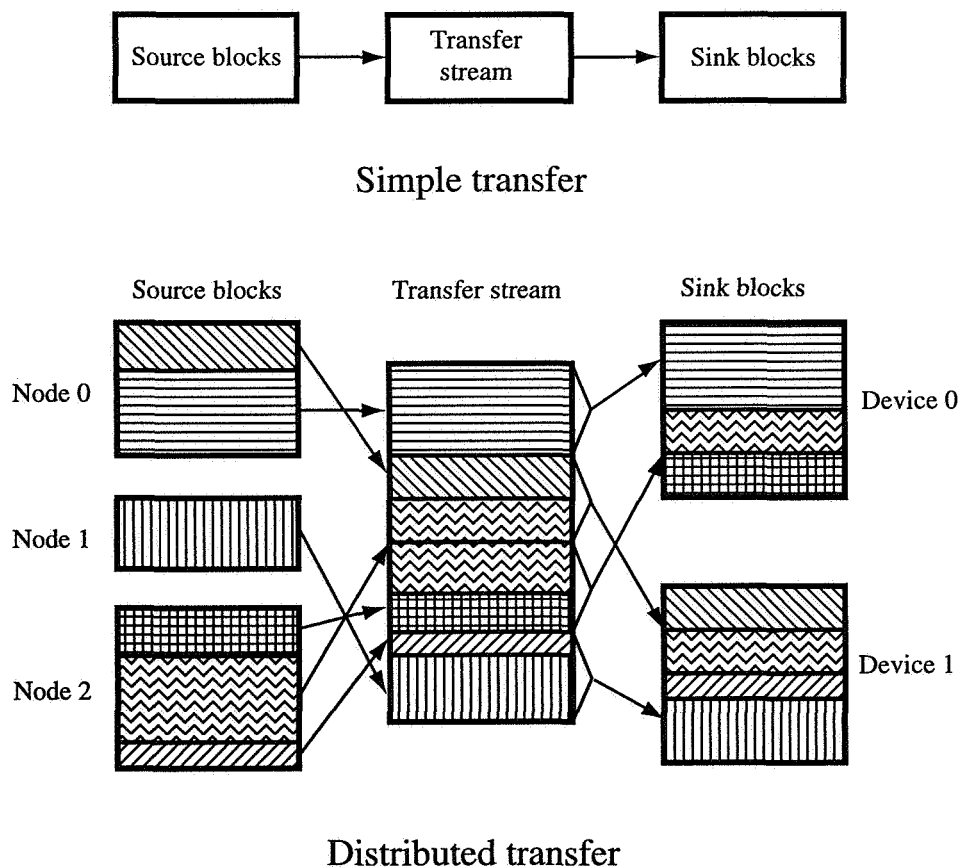 Source blocks
Transfer
stream
Sink blocks
Simple transfer
Source blocks
Transfer stream
Sink blocks
Node 0
Device 0
Node 1
Node 2
Device 1
Distributed transfer